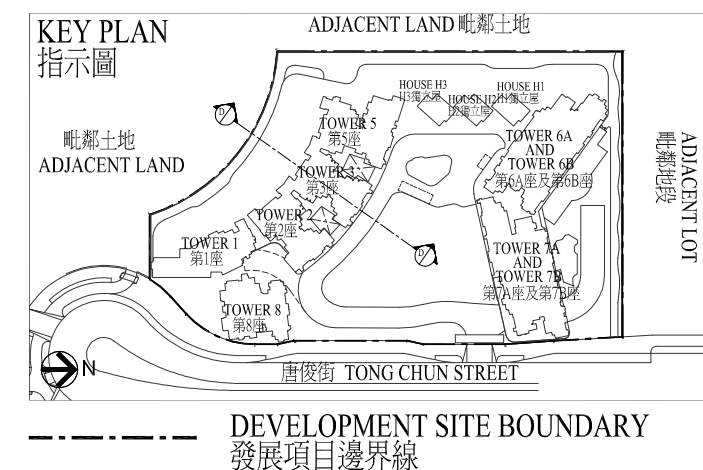 KEY PLAN
指示圖
ADJACENT LAND 毗鄰土地
毗鄰土地
ADJACENT LAND
HOUSE H3
H3獨立屋
HOUSE H2
H2獨立屋
HOUSE H1
H1獨立屋
D
TOWER 5
第5座
TOWER 3
第3座
TOWER 2
第2座
TOWER 1
第1座
TOWER 8
第8座
TOWER 6A
AND
TOWER 6B
第6A座及第6B座
TOWER 7A
AND
TOWER 7B
第7A座及第7B座
D
ADJACENT LOT
毗鄰地段
N
唐俊街 TONG CHUN STREET
DEVELOPMENT SITE BOUNDARY
發展項目邊界線